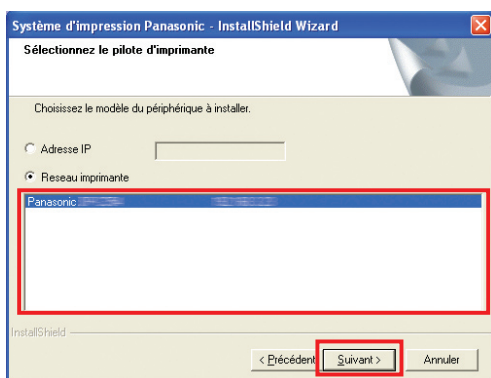 Système d'impression Panasonic - InstallShield Wizard
Sélectionnez le pilote d'imprimante
Choisissez le modèle du périphérique à installer.
Adresse IP
Reseau imprimante
Panasonic
InstallShield
< Précédent Suivant > Annuler